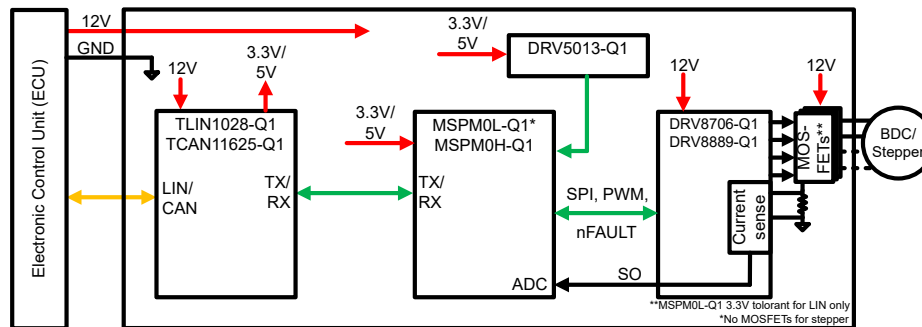 Electronic Control Unit (ECU)
12V
GND
12V
3.3V/
5V
TLIN1028-Q1
TCAN11625-Q1
LIN/
CAN
TX/
RX
3.3V/
5V
MSPM0L-Q1*
MSPM0H-Q1
TX/
RX
ADC
3.3V/
5V
DRV5013-Q1
SPI, PWM,
nFAULT
SO
12V
DRV8706-Q1
DRV8889-Q1
Current
sense
12V
MOS-
FETs**
BDC/
Stepper
**MSPM0L-Q1 3.3V tolorant for LIN only
*No MOSFETs for stepper